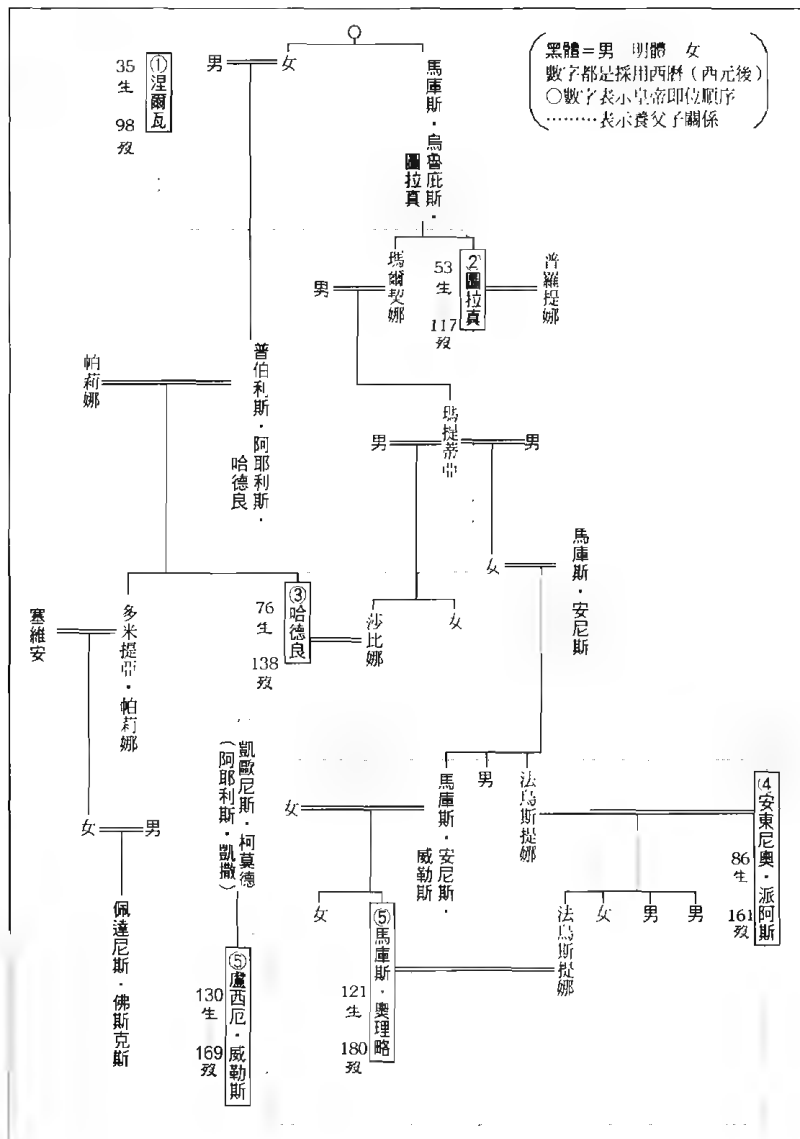 黑體＝男　明體　女
數字都是採用西曆（西元後）
○數字表示皇帝即位順序
………表示養父子關係
①涅爾瓦
35
生
98
歿
男
女
馬庫斯・烏魯庇斯・
圖拉真
男
瑪爾契娜
53
生
117
歿
②圖拉真
普羅提娜
帕莉娜
普伯利斯・阿耶利斯・
哈德良
男
瑪提蒂亞
男
女
馬庫斯・安尼斯
塞維安
多米提亞・帕莉娜
76
生
138
歿
③哈德良
莎比娜
女
女
男
佩達尼斯・佛斯克斯
凱歐尼斯・柯莫德
（阿耶利斯・凱撒）
130
生
169
歿
⑤盧西厄・威勒斯
女
馬庫斯・安尼斯・
威勒斯
男
法烏斯提娜
④安東尼奧・派阿斯
86
生
161
歿
女
121
生
180
歿
⑤馬庫斯・奧理略
法烏斯提娜
女
男
男